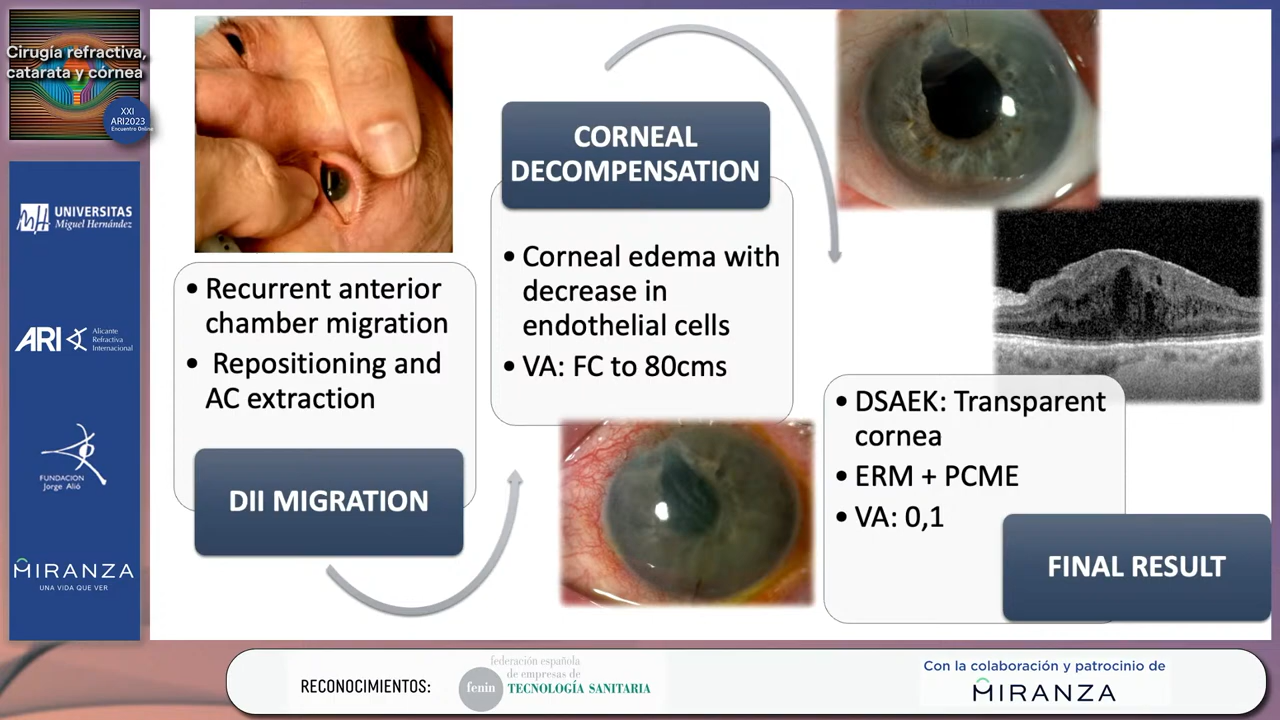 Cirugía refractiva,
catarata y córnea
XXI
ARI2023
Encuentro Online
UNIVERSITAS
Miguel Hernández
ARI
Alicante
Refractiva
Internacional
FUNDACIÓN
Jorge Alió
MIRANZA
UNA VIDA QUE VER
• Recurrent anterior
chamber migration
• Repositioning and
AC extraction
DII MIGRATION
CORNEAL
DECOMPENSATION
• Corneal edema with
decrease in
endothelial cells
• VA: FC to 80cms
• DSAEK: Transparent
cornea
• ERM + PCME
• VA: 0,1
FINAL RESULT
RECONOCIMIENTOS:
fenin
federación española
de empresas de
TECNOLOGÍA SANITARIA
Con la colaboración y patrocinio de
MIRANZA